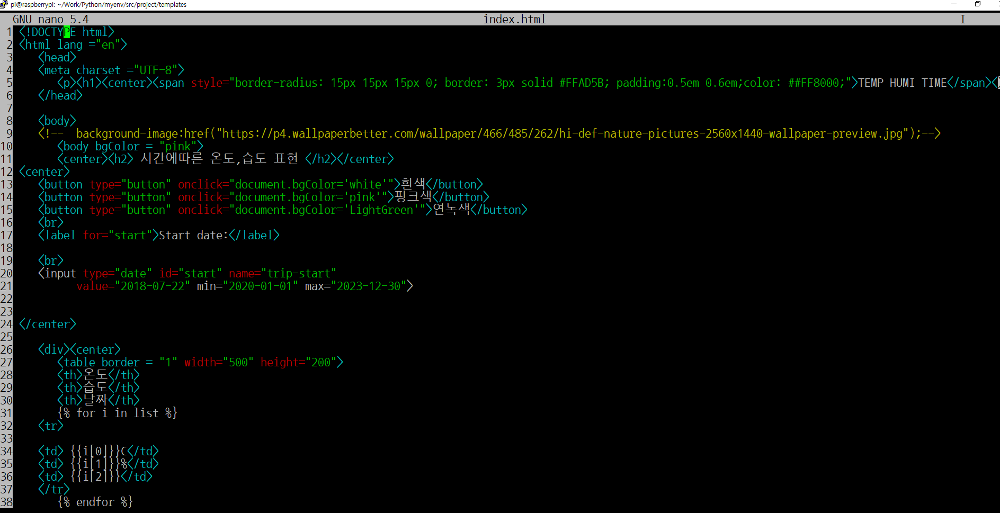 pi@raspberrypi: ~/Work/Python/myenv/src/project/templates
GNU nano 5.4 index.html I
1 <!DOCTYPE html>
2 <html lang ="en">
3 <head>
4 <meta charset ="UTF-8">
5 <p><h1><center><span style="border-radius: 15px 15px 15px 0; border: 3px solid #FFAD5B; padding:0.5em 0.6em;color: ##FF8000;">TEMP HUMI TIME</span><
6 </head>
7
8 <body>
9 <!-- background-image:href("https://p4.wallpaperbetter.com/wallpaper/466/485/262/hi-def-nature-pictures-2560x1440-wallpaper-preview.jpg");-->
10 <body bgColor = "pink">
11 <center><h2> 시간에따른 온도,습도 표현 </h2></center>
12 <center>
13 <button type="button" onclick="document.bgColor='white'">흰색</button>
14 <button type="button" onclick="document.bgColor='pink'">핑크색</button>
15 <button type="button" onclick="document.bgColor='LightGreen'">연녹색</button>
16 <br>
17 <label for="start">Start date:</label>
18
19 <br>
20 <input type="date" id="start" name="trip-start"
21 value="2018-07-22" min="2020-01-01" max="2023-12-30">
22
23
24 </center>
25
26 <div><center>
27 <table border = "1" width="500" height="200">
28 <th>온도</th>
29 <th>습도</th>
30 <th>날짜</th>
31 {% for i in list %}
32 <tr>
33
34 <td> {{i[0]}}C</td>
35 <td> {{i[1]}}%</td>
36 <td> {{i[2]}}</td>
37 </tr>
38 {% endfor %}